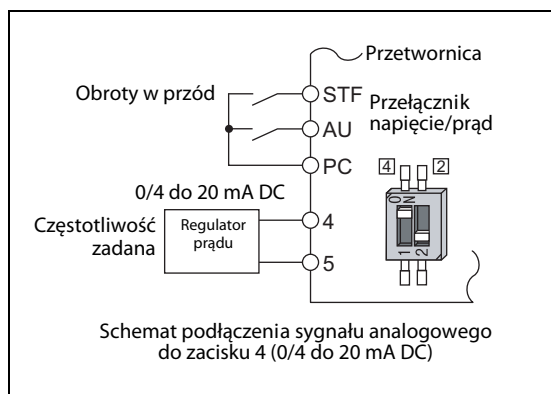 Przetwornica
Obroty w przód
STF
AU
PC
Przełącznik
napięcie/prąd
4
2
0/4 do 20 mA DC
Częstotliwość
zadana
Regulator
prądu
4
5
ON
1 2
Schemat podłączenia sygnału analogowego
do zacisku 4 (0/4 do 20 mA DC)